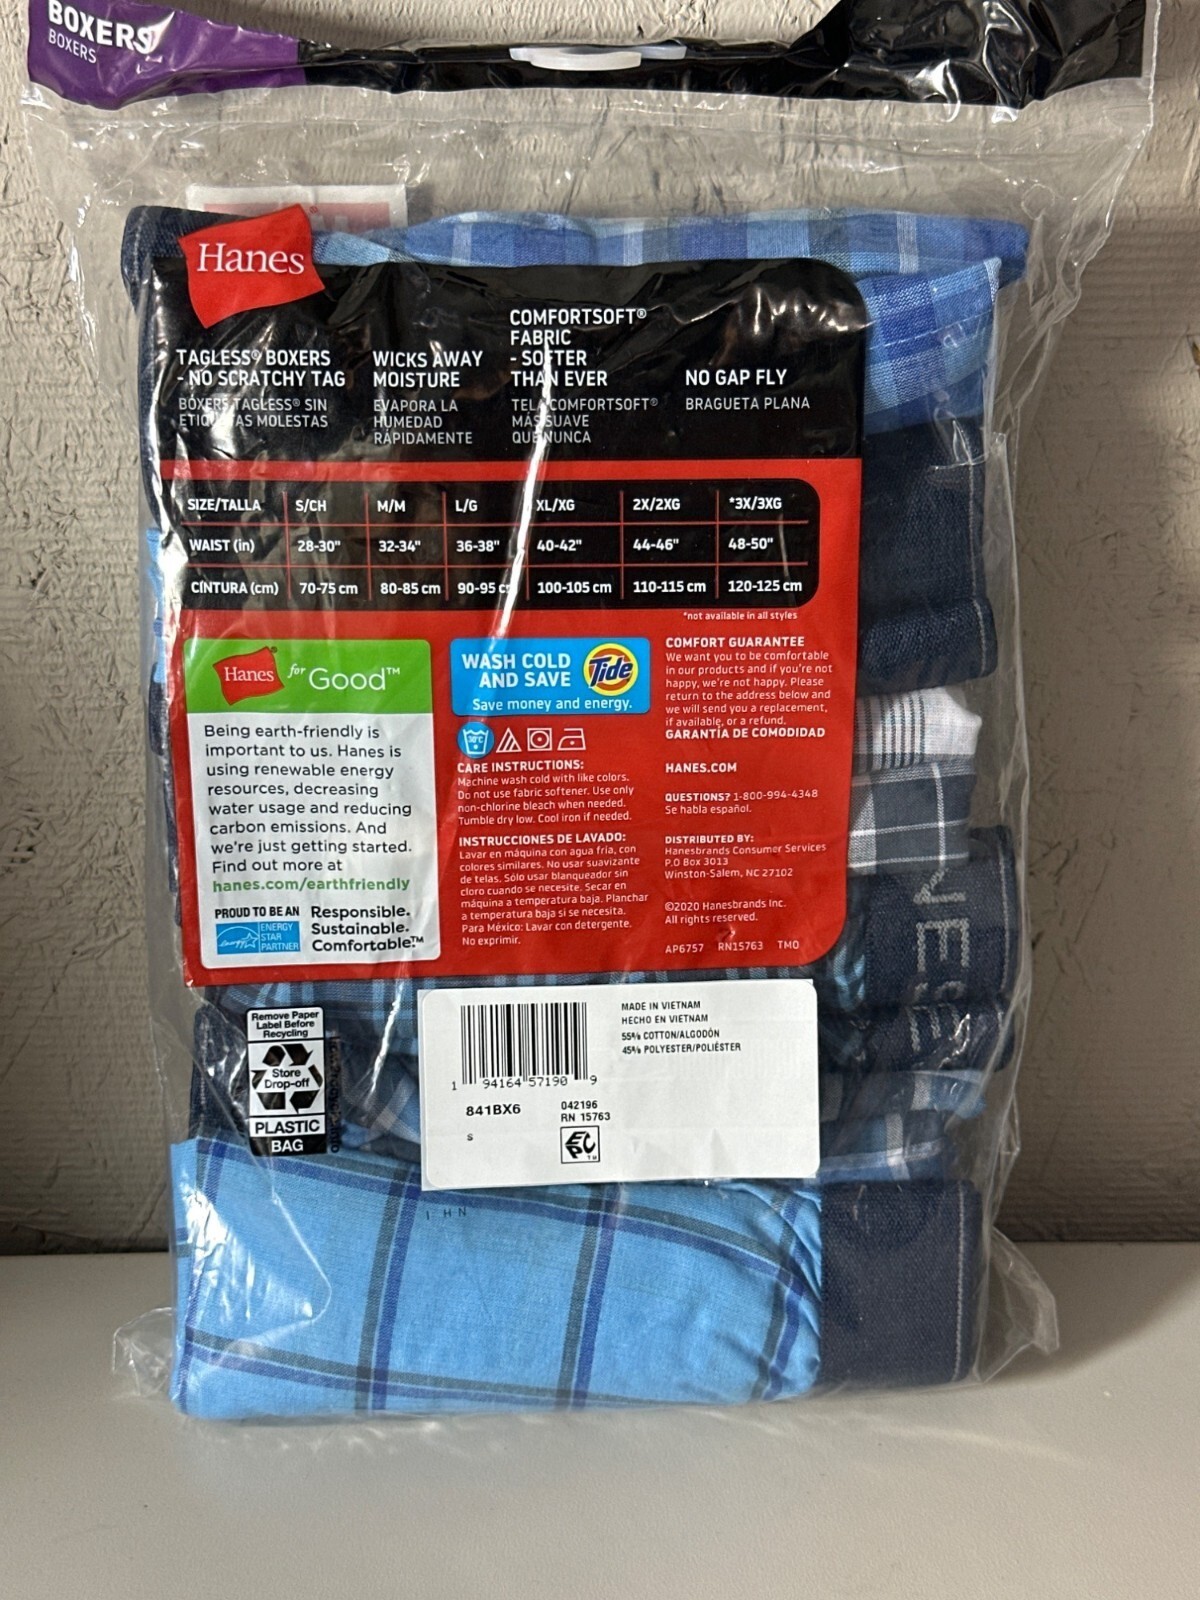 BOXERS
BOXERS
Hanes
TAGLESS® BOXERS
- NO SCRATCHY TAG
BÓXERS TAGLESS® SIN
ETIQUETAS MOLESTAS
WICKS AWAY
MOISTURE
EVAPORA LA
HUMEDAD
RÁPIDAMENTE
COMFORTSOFT®
FABRIC
- SOFTER
THAN EVER
TELA COMFORTSOFT®
MÁS SUAVE
QUE NUNCA
NO GAP FLY
BRAGUETA PLANA
SIZE/TALLA S/CH M/M L/G XL/XG 2X/2XG *3X/3XG
WAIST (in) 28-30" 32-34" 36-38" 40-42" 44-46" 48-50"
CINTURA (cm) 70-75 cm 80-85 cm 90-95 cm 100-105 cm 110-115 cm 120-125 cm
*not available in all styles
Hanes for Good™
Being earth-friendly is
important to us. Hanes is
using renewable energy
resources, decreasing
water usage and reducing
carbon emissions. And
we're just getting started.
Find out more at
hanes.com/earthfriendly
PROUD TO BE AN
ENERGY
STAR
PARTNER
Responsible.
Sustainable.
Comfortable.™
WASH COLD
AND SAVE
Tide
Save money and energy.
30°C
CARE INSTRUCTIONS:
Machine wash cold with like colors.
Do not use fabric softener. Use only
non-chlorine bleach when needed.
Tumble dry low. Cool iron if needed.
INSTRUCCIONES DE LAVADO:
Lavar en máquina con agua fría, con
colores similares. No usar suavizante
de telas. Sólo usar blanqueador sin
cloro cuando se necesite. Secar en
máquina a temperatura baja. Planchar
a temperatura baja si se necesita.
Para México: Lavar con detergente.
No exprimir.
COMFORT GUARANTEE
We want you to be comfortable
in our products and if you're not
happy, we're not happy. Please
return to the address below and
we will send you a replacement,
if available, or a refund.
GARANTÍA DE COMODIDAD
HANES.COM
QUESTIONS? 1-800-994-4348
Se habla español.
DISTRIBUTED BY:
Hanesbrands Consumer Services
P.O Box 3013
Winston-Salem, NC 27102
©2020 Hanesbrands Inc.
All rights reserved.
AP6757 RN15763 TMO
NES
Remove Paper
Label Before
Recycling
Store
Drop-off
PLASTIC
BAG
1 94164 57190 9
841BX6
S
042196
RN 15763
EPC
TM
MADE IN VIETNAM
HECHO EN VIETNAM
55% COTTON/ALGODÓN
45% POLYESTER/POLIÉSTER
I H N